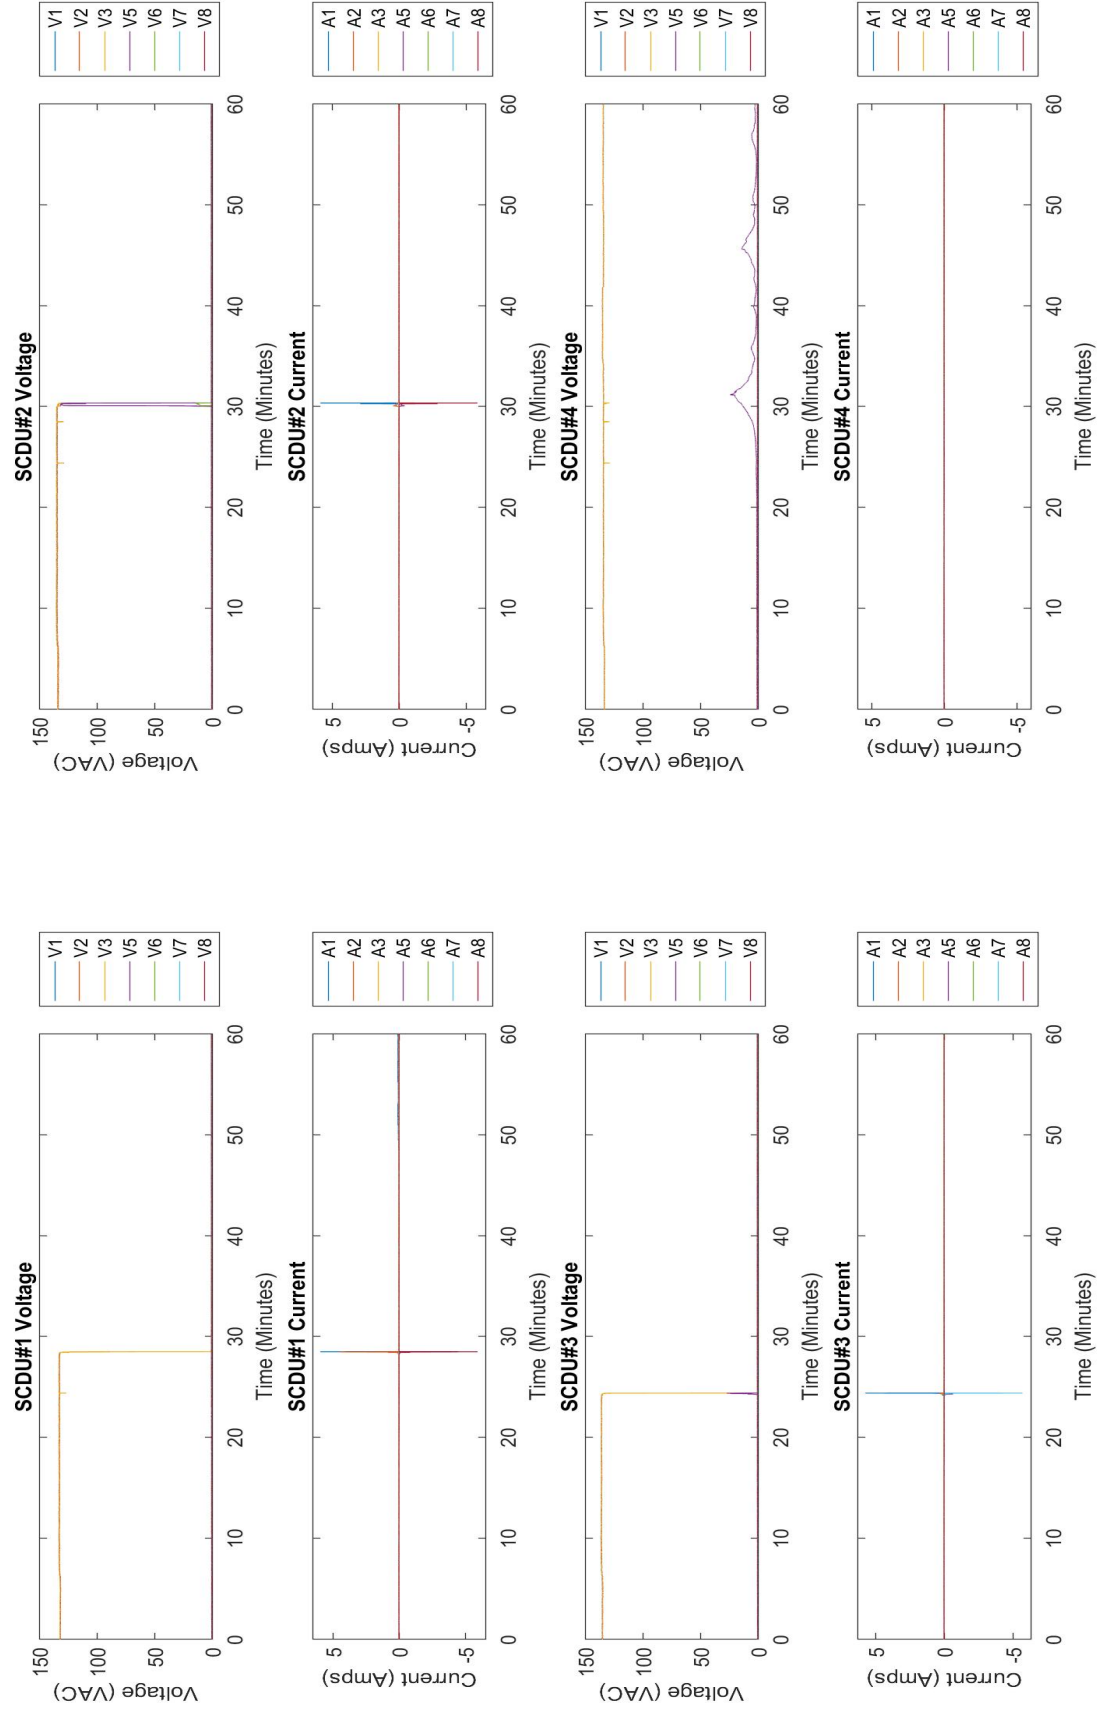 SCDU#1 Voltage
150
100
50
0
Voltage (VAC)
0 10 20 30 40 50 60
Time (Minutes)
V1
V2
V3
V5
V6
V7
V8
SCDU#1 Current
5
0
-5
Current (Amps)
0 10 20 30 40 50 60
Time (Minutes)
A1
A2
A3
A5
A6
A7
A8
SCDU#3 Voltage
150
100
50
0
Voltage (VAC)
0 10 20 30 40 50 60
Time (Minutes)
V1
V2
V3
V5
V6
V7
V8
SCDU#3 Current
5
0
-5
Current (Amps)
0 10 20 30 40 50 60
Time (Minutes)
A1
A2
A3
A5
A6
A7
A8
SCDU#2 Voltage
150
100
50
0
Voltage (VAC)
0 10 20 30 40 50 60
Time (Minutes)
V1
V2
V3
V5
V6
V7
V8
SCDU#2 Current
5
0
-5
Current (Amps)
0 10 20 30 40 50 60
Time (Minutes)
A1
A2
A3
A5
A6
A7
A8
SCDU#4 Voltage
150
100
50
0
Voltage (VAC)
0 10 20 30 40 50 60
Time (Minutes)
V1
V2
V3
V5
V6
V7
V8
SCDU#4 Current
5
0
-5
Current (Amps)
0 10 20 30 40 50 60
Time (Minutes)
A1
A2
A3
A5
A6
A7
A8